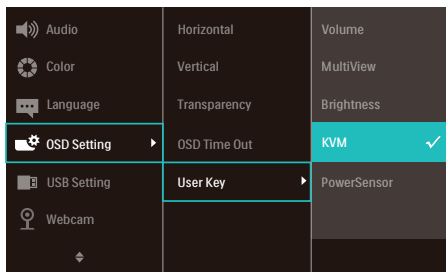 Audio
Color
Language
OSD Setting
USB Setting
Webcam
Horizontal
Vertical
Transparency
OSD Time Out
User Key
Volume
MultiView
Brightness
KVM
PowerSensor